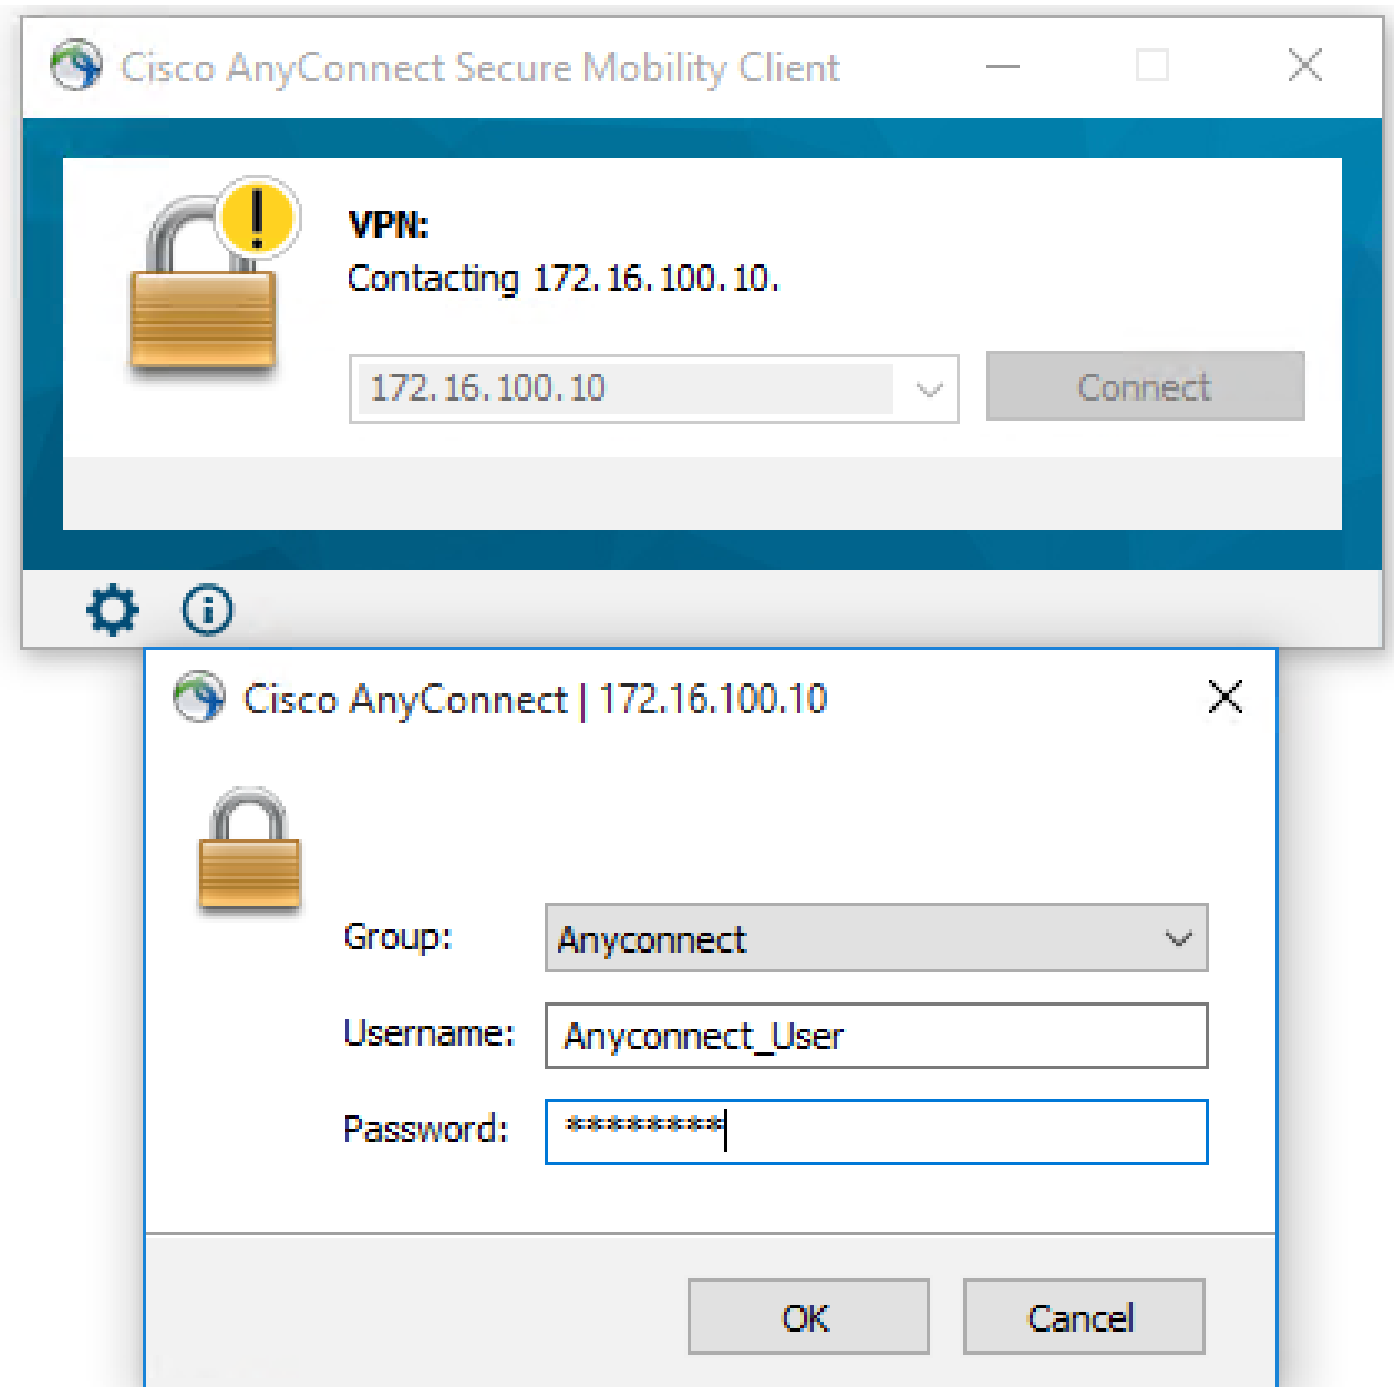 Cisco AnyConnect Secure Mobility Client
VPN:
Contacting 172.16.100.10.
172.16.100.10
Connect
Cisco AnyConnect | 172.16.100.10
Group: Anyconnect
Username: Anyconnect_User
Password: ********
OK Cancel